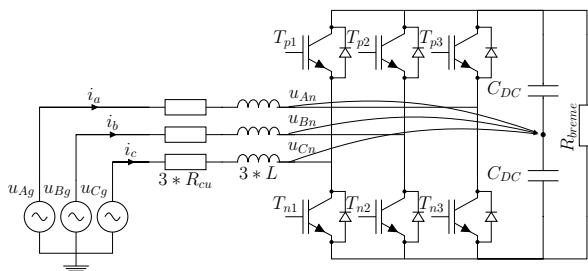 T_{p1} T_{p2} T_{p3}
i_a
u_{An}
C_{DC}
i_b
u_{Bn}
R_{breme}
i_c
u_{Cn}
u_{Ag} u_{Bg} u_{Cg}
3 * R_{cu} 3 * L
C_{DC}
T_{n1} T_{n2} T_{n3}